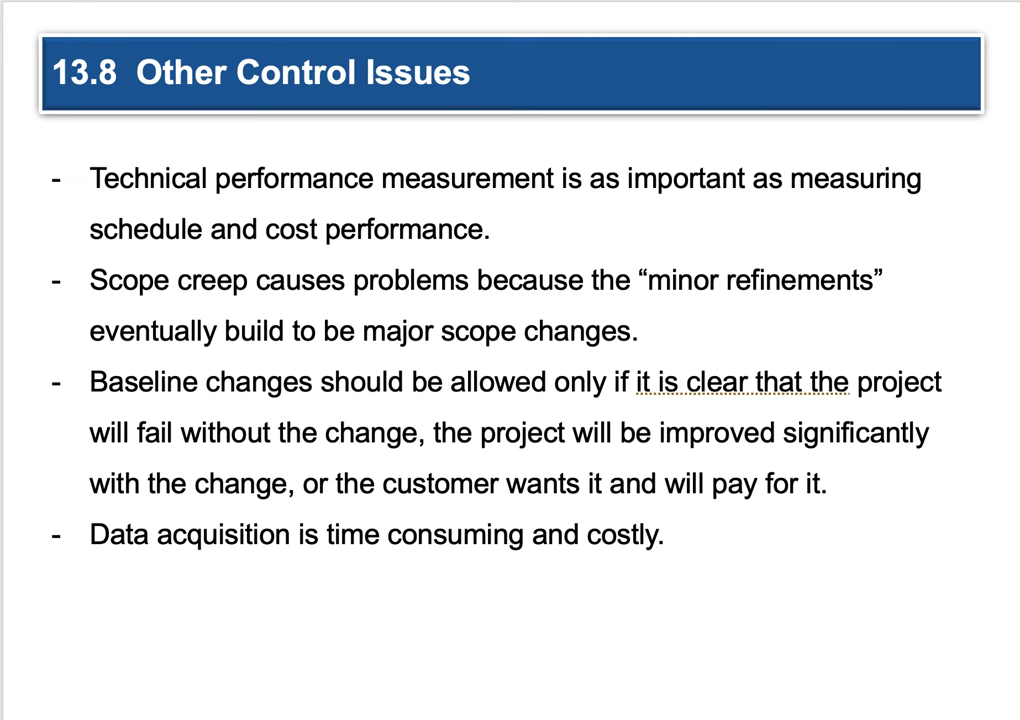 13.8 Other Control Issues
- Technical performance measurement is as important as measuring
schedule and cost performance.
- Scope creep causes problems because the “minor refinements”
eventually build to be major scope changes.
- Baseline changes should be allowed only if it is clear that the project
will fail without the change, the project will be improved significantly
with the change, or the customer wants it and will pay for it.
- Data acquisition is time consuming and costly.